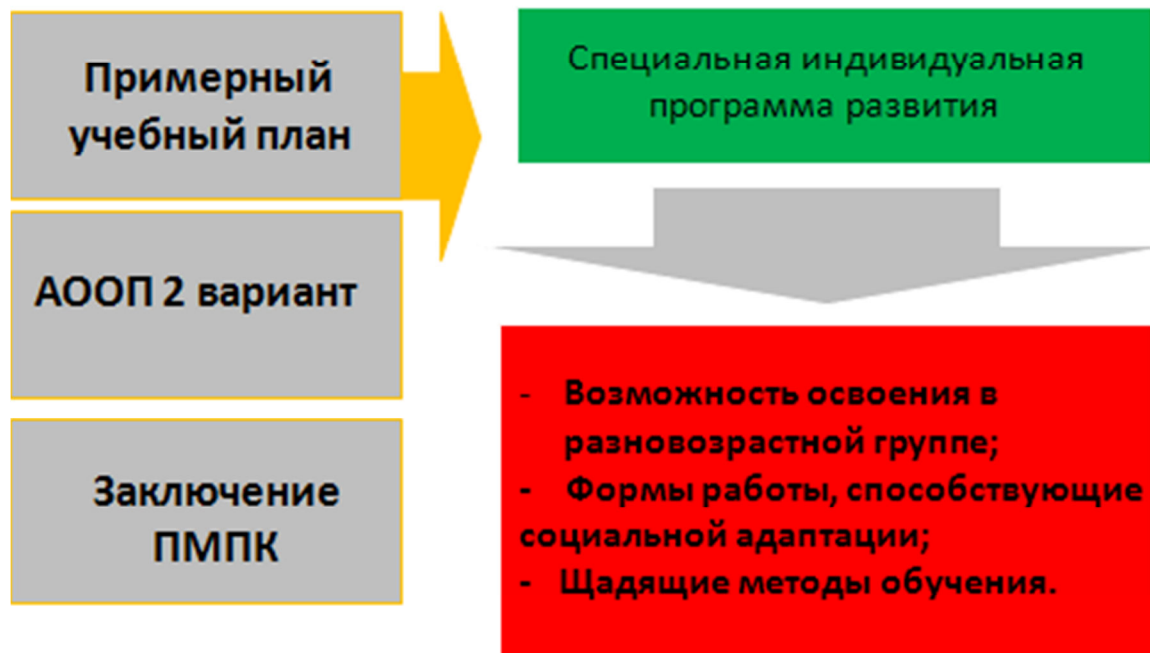 Примерный
учебный план
АООП 2 вариант
Заключение
ПМПК
Специальная индивидуальная
программа развития
- Возможность освоения в
разновозрастной группе;
- Формы работы, способствующие
социальной адаптации;
- Щадящие методы обучения.